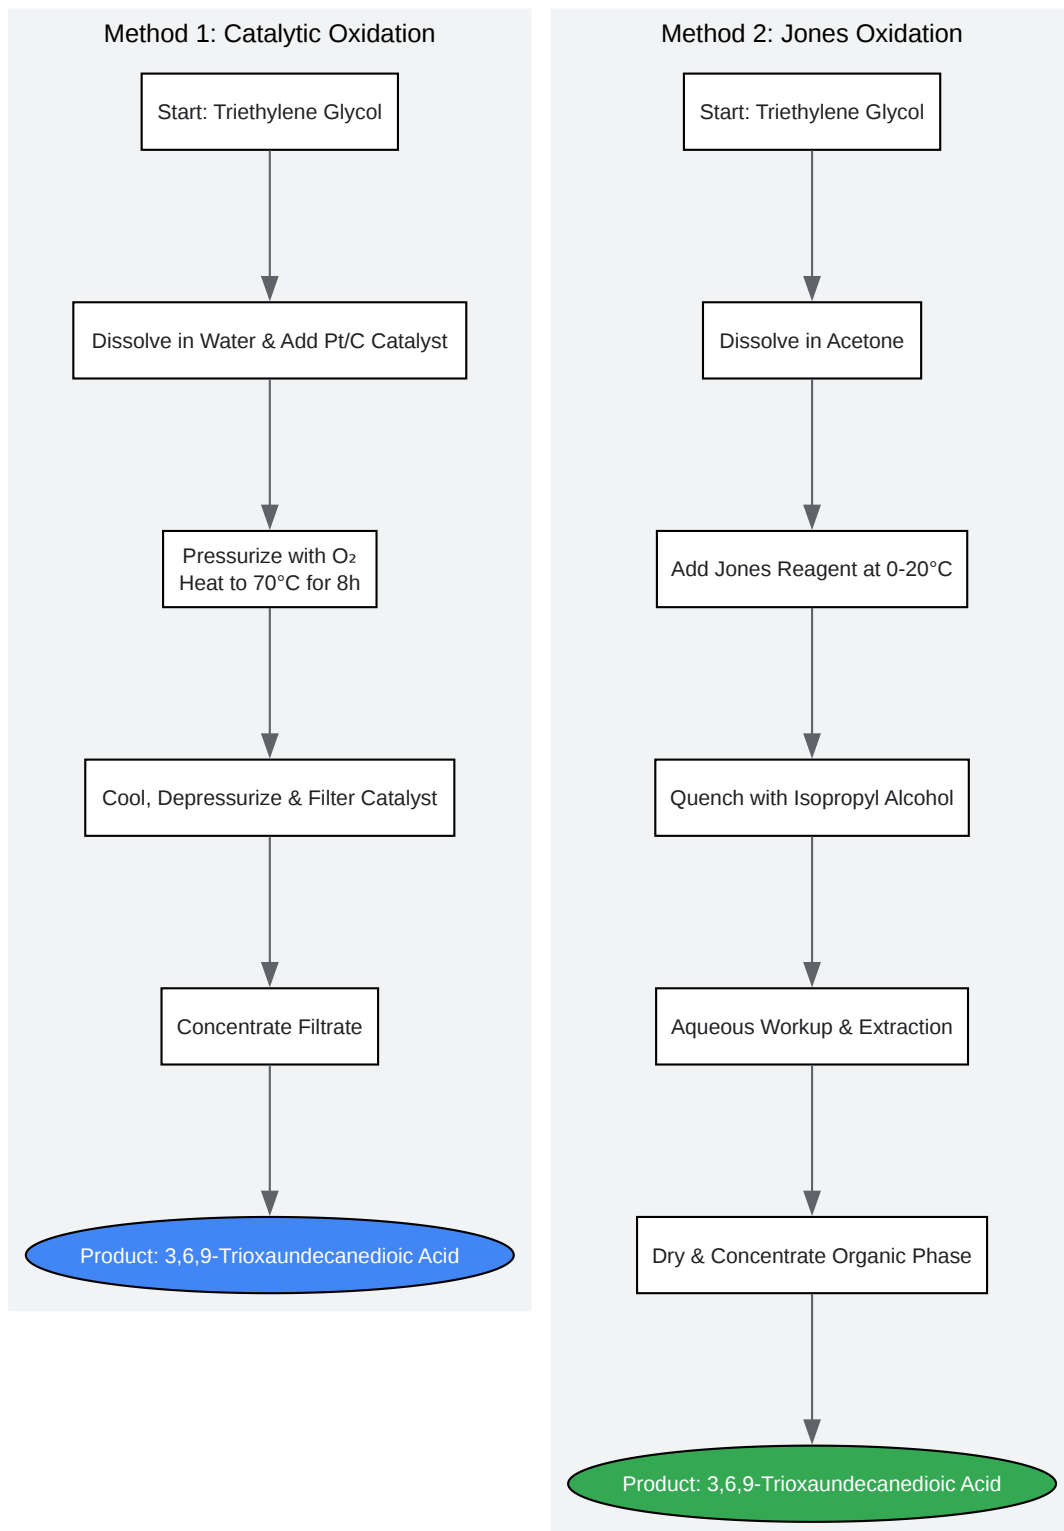 Method 1: Catalytic Oxidation
Start: Triethylene Glycol
Dissolve in Water & Add Pt/C Catalyst
Pressurize with O₂
Heat to 70°C for 8h
Cool, Depressurize & Filter Catalyst
Concentrate Filtrate
Product: 3,6,9-Trioxaundecanedioic Acid
Method 2: Jones Oxidation
Start: Triethylene Glycol
Dissolve in Acetone
Add Jones Reagent at 0-20°C
Quench with Isopropyl Alcohol
Aqueous Workup & Extraction
Dry & Concentrate Organic Phase
Product: 3,6,9-Trioxaundecanedioic Acid